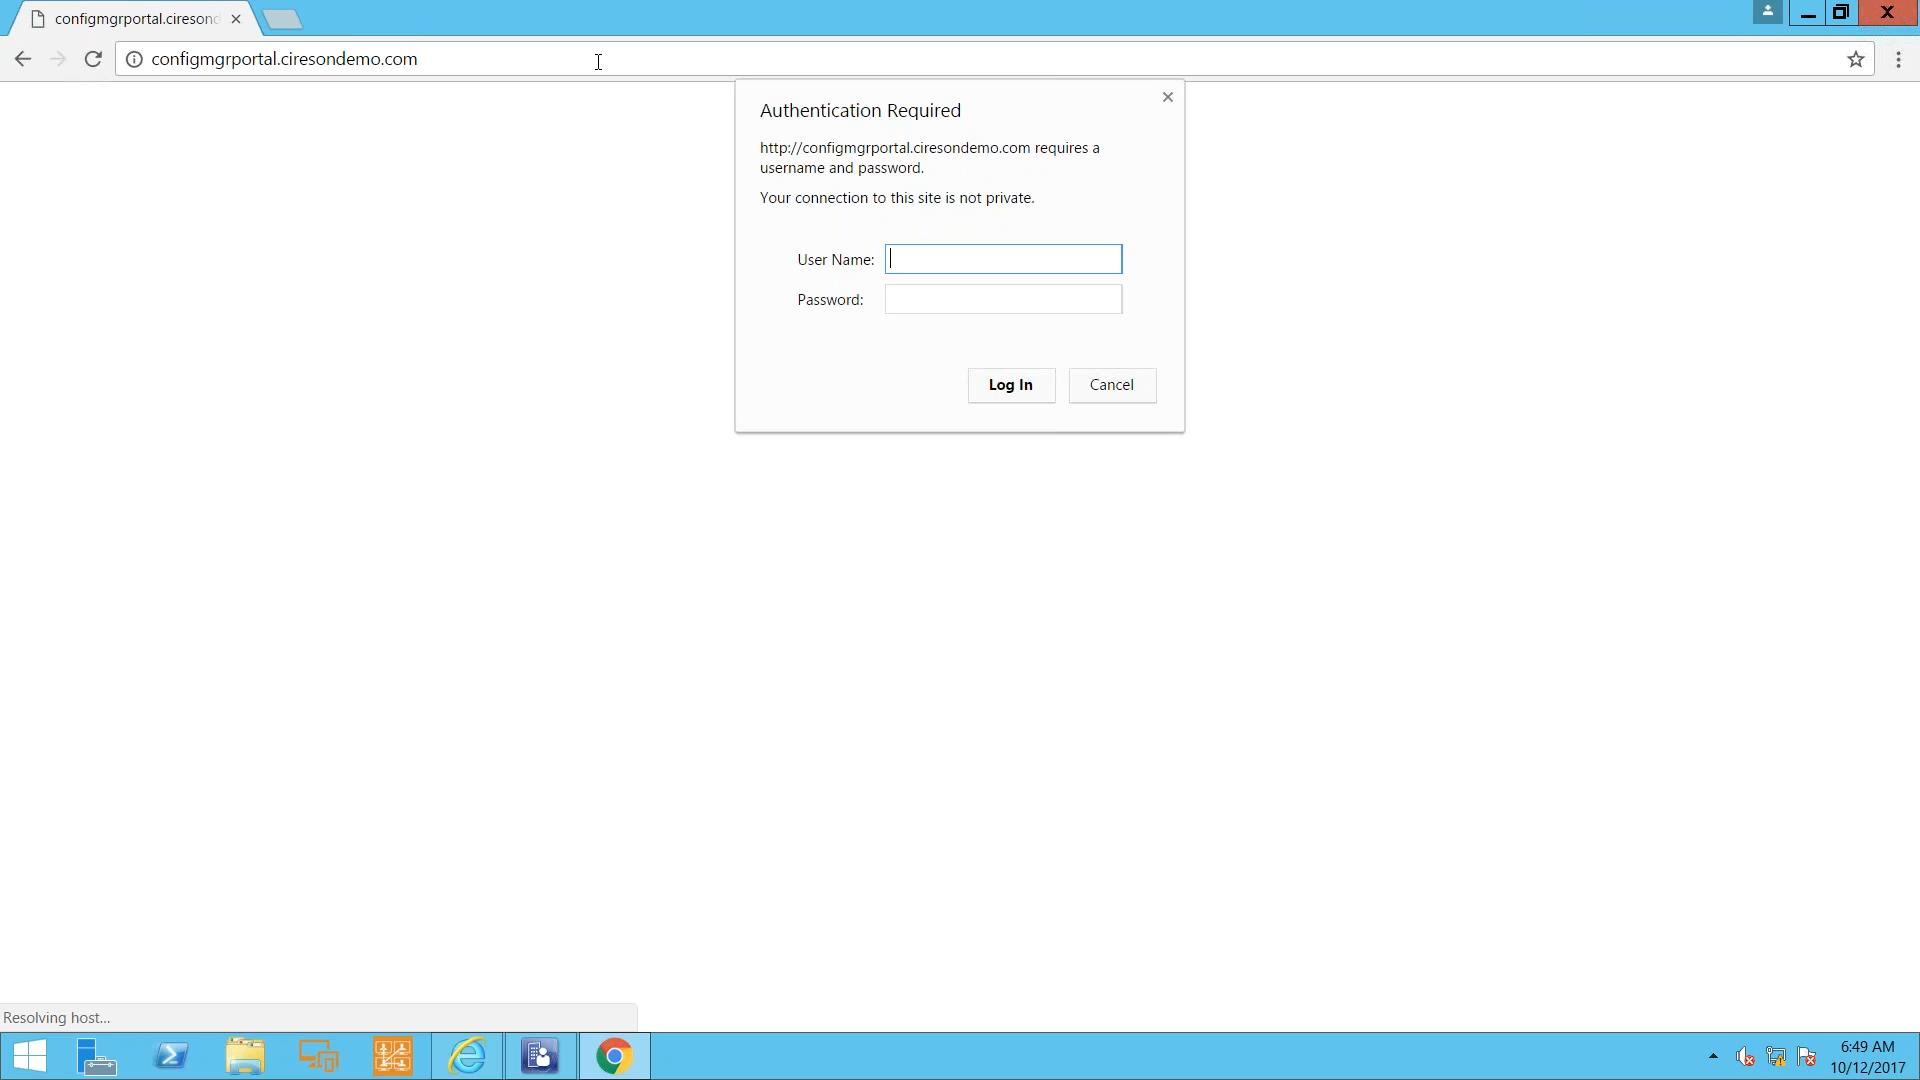 configmgrportal.cireson
configmgrportal.ciresondemo.com
Authentication Required
http://configmgrportal.ciresondemo.com requires a
username and password.
Your connection to this site is not private.
User Name:
Password:
Log In
Cancel
Resolving host...
6:49 AM
10/12/2017